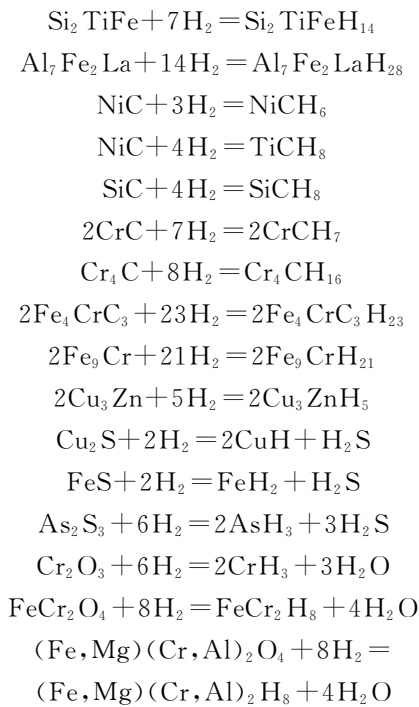 Si₂TiFe+7H₂=Si₂TiFeH₁₄
Al₇Fe₂La+14H₂=Al₇Fe₂LaH₂₈
NiC+3H₂=NiCH₆
NiC+4H₂=TiCH₈
SiC+4H₂=SiCH₈
2CrC+7H₂=2CrCH₇
Cr₄C+8H₂=Cr₄CH₁₆
2Fe₄CrC₃+23H₂=2Fe₄CrC₃H₂₃
2Fe₉Cr+21H₂=2Fe₉CrH₂₁
2Cu₃Zn+5H₂=2Cu₃ZnH₅
Cu₂S+2H₂=2CuH+H₂S
FeS+2H₂=FeH₂+H₂S
As₂S₃+6H₂=2AsH₃+3H₂S
Cr₂O₃+6H₂=2CrH₃+3H₂O
FeCr₂O₄+8H₂=FeCr₂H₈+4H₂O
(Fe,Mg)(Cr,Al)₂O₄+8H₂=
(Fe,Mg)(Cr,Al)₂H₈+4H₂O